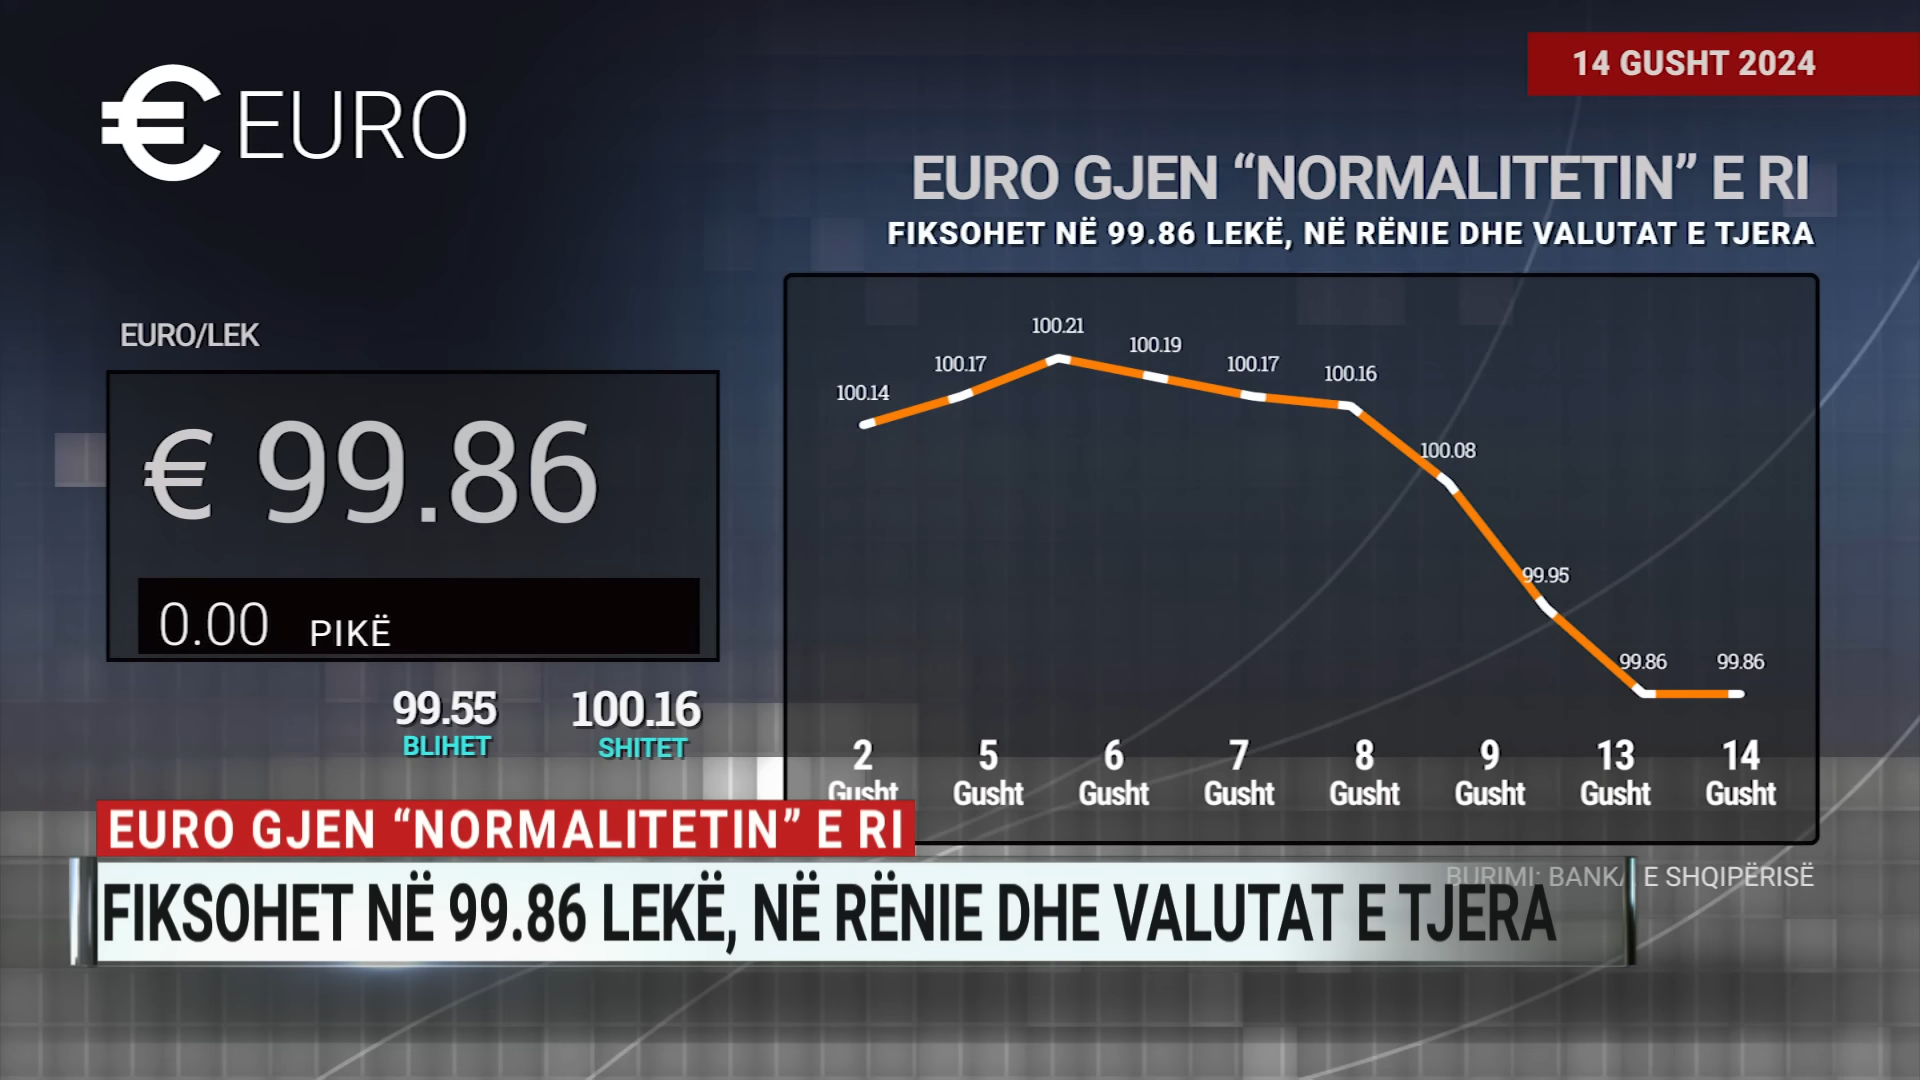 € EURO
14 GUSHT 2024
EURO GJEN “NORMALITETIN” E RI
FIKSOHET NË 99.86 LEKË, NË RËNIE DHE VALUTAT E TJERA
EURO/LEK
€ 99.86
0.00 PIKË
99.55 100.16
BLIHET SHITET
100.14 100.17 100.21 100.19 100.17 100.16 100.08 99.95 99.86 99.86
2 5 6 7 8 9 13 14
Gusht Gusht Gusht Gusht Gusht Gusht Gusht Gusht
EURO GJEN “NORMALITETIN” E RI
BURIMI: BANKA E SHQIPËRISË
FIKSOHET NË 99.86 LEKË, NË RËNIE DHE VALUTAT E TJERA